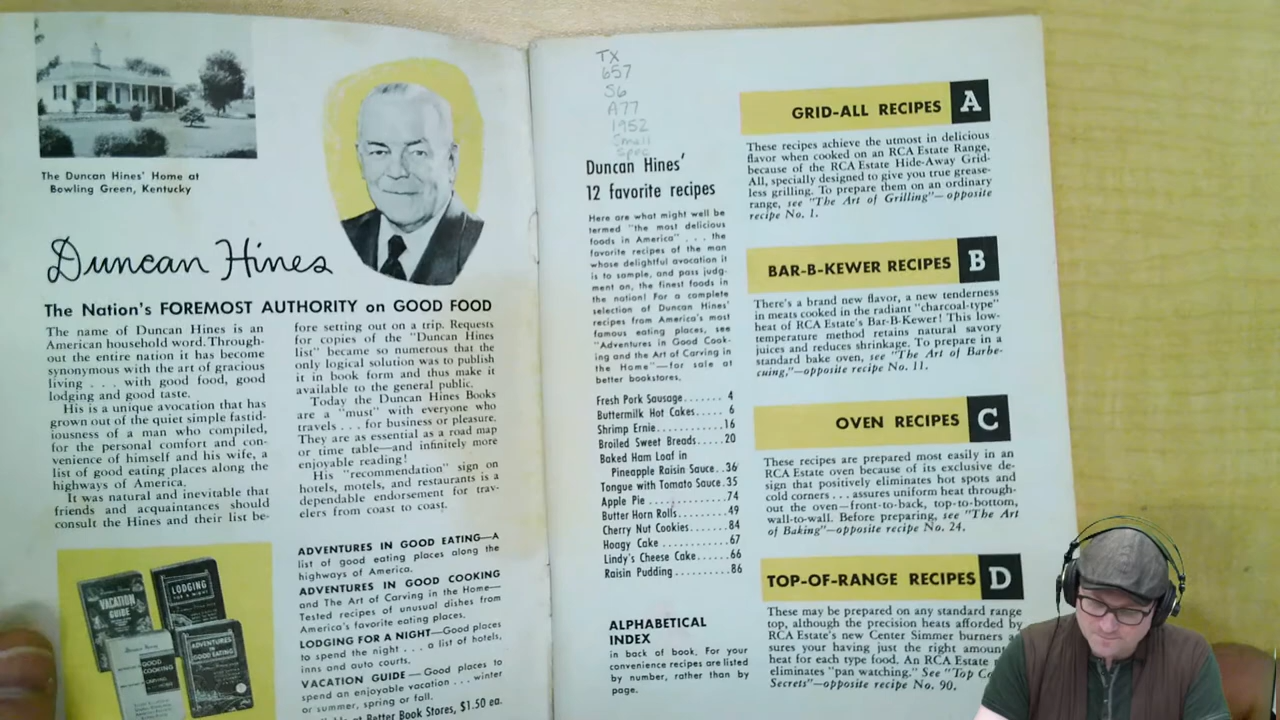 The Duncan Hines' Home at
Bowling Green, Kentucky
Duncan Hines
The Nation's FOREMOST AUTHORITY on GOOD FOOD
The name of Duncan Hines is an
American household word. Through-
out the entire nation it has become
synonymous with the art of gracious
living . . . with good food, good
lodging and good taste.
His is a unique avocation that has
grown out of the quiet simple fastid-
iousness of a man who compiled,
for the personal comfort and con-
venience of himself and his wife, a
list of good eating places along the
highways of America.
It was natural and inevitable that
friends and acquaintances should
consult the Hines and their list be-
fore setting out on a trip. Requests
for copies of the "Duncan Hines
list" became so numerous that the
only logical solution was to publish
it in book form and thus make it
available to the general public.
Today the Duncan Hines Books
are a "must" with everyone who
travels . . . for business or pleasure.
They are as essential as a road map
or time table—and infinitely more
enjoyable reading!
His "recommendation" sign on
hotels, motels, and restaurants is a
dependable endorsement for trav-
elers from coast to coast.
VACATION
GUIDE
LODGING
FOR A NIGHT
GOOD
COOKING
ADVENTURES
IN
GOOD EATING
ADVENTURES IN GOOD EATING—A
list of good eating places along the
highways of America.
ADVENTURES IN GOOD COOKING
and The Art of Carving in the Home—
Tested recipes of unusual dishes from
America's favorite eating places.
LODGING FOR A NIGHT—Good places
to spend the night . . . a list of hotels,
inns and auto courts.
VACATION GUIDE — Good places to
spend an enjoyable vacation . . . winter
or summer, spring or fall.
at Better Book Stores, $1.50 ea.
TX
657
S6
A77
1952
Small
Spec
Duncan Hines'
12 favorite recipes
Here are what might well be
termed "the most delicious
foods in America" . . . the
favorite recipes of the man
whose delightful avocation it
is to sample, and pass judg-
ment on, the finest foods in
the nation! For a complete
selection of Duncan Hines'
recipes from America's most
famous eating places, see
"Adventures in Good Cook-
ing and the Art of Carving in
the Home"—for sale at
better bookstores.
Fresh Pork Sausage....... 4
Buttermilk Hot Cakes..... 6
Shrimp Ernie............16
Broiled Sweet Breads.....20
Baked Ham Loaf in
Pineapple Raisin Sauce..36
Tongue with Tomato Sauce.35
Apple Pie ..............74
Butter Horn Rolls........49
Cherry Nut Cookies......84
Hoagy Cake ............67
Lindy's Cheese Cake.....66
Raisin Pudding..........86
ALPHABETICAL
INDEX
in back of book. For your
convenience recipes are listed
by number, rather than by
page.
GRID-ALL RECIPES A
These recipes achieve the utmost in delicious
flavor when cooked on an RCA Estate Range,
because of the RCA Estate Hide-Away Grid-
All, specially designed to give you true grease-
less grilling. To prepare them on an ordinary
range, see "The Art of Grilling"—opposite
recipe No. 1.
BAR-B-KEWER RECIPES B
There's a brand new flavor, a new tenderness
in meats cooked in the radiant "charcoal-type"
heat of RCA Estate's Bar-B-Kewer! This low-
temperature method retains natural savory
juices and reduces shrinkage. To prepare in a
standard bake oven, see "The Art of Barbe-
cuing,"—opposite recipe No. 11.
OVEN RECIPES C
These recipes are prepared most easily in an
RCA Estate oven because of its exclusive de-
sign that positively eliminates hot spots and
cold corners . . . assures uniform heat through-
out the oven—front-to-back, top-to-bottom,
wall-to-wall. Before preparing, see "The Art
of Baking"—opposite recipe No. 24.
TOP-OF-RANGE RECIPES D
These may be prepared on any standard range
top, although the precision heats afforded by
RCA Estate's new Center Simmer burners
sures your having just the right amount
heat for each type food. An RCA Estate
eliminates "pan watching." See "Top
Secrets"—opposite recipe No. 90.